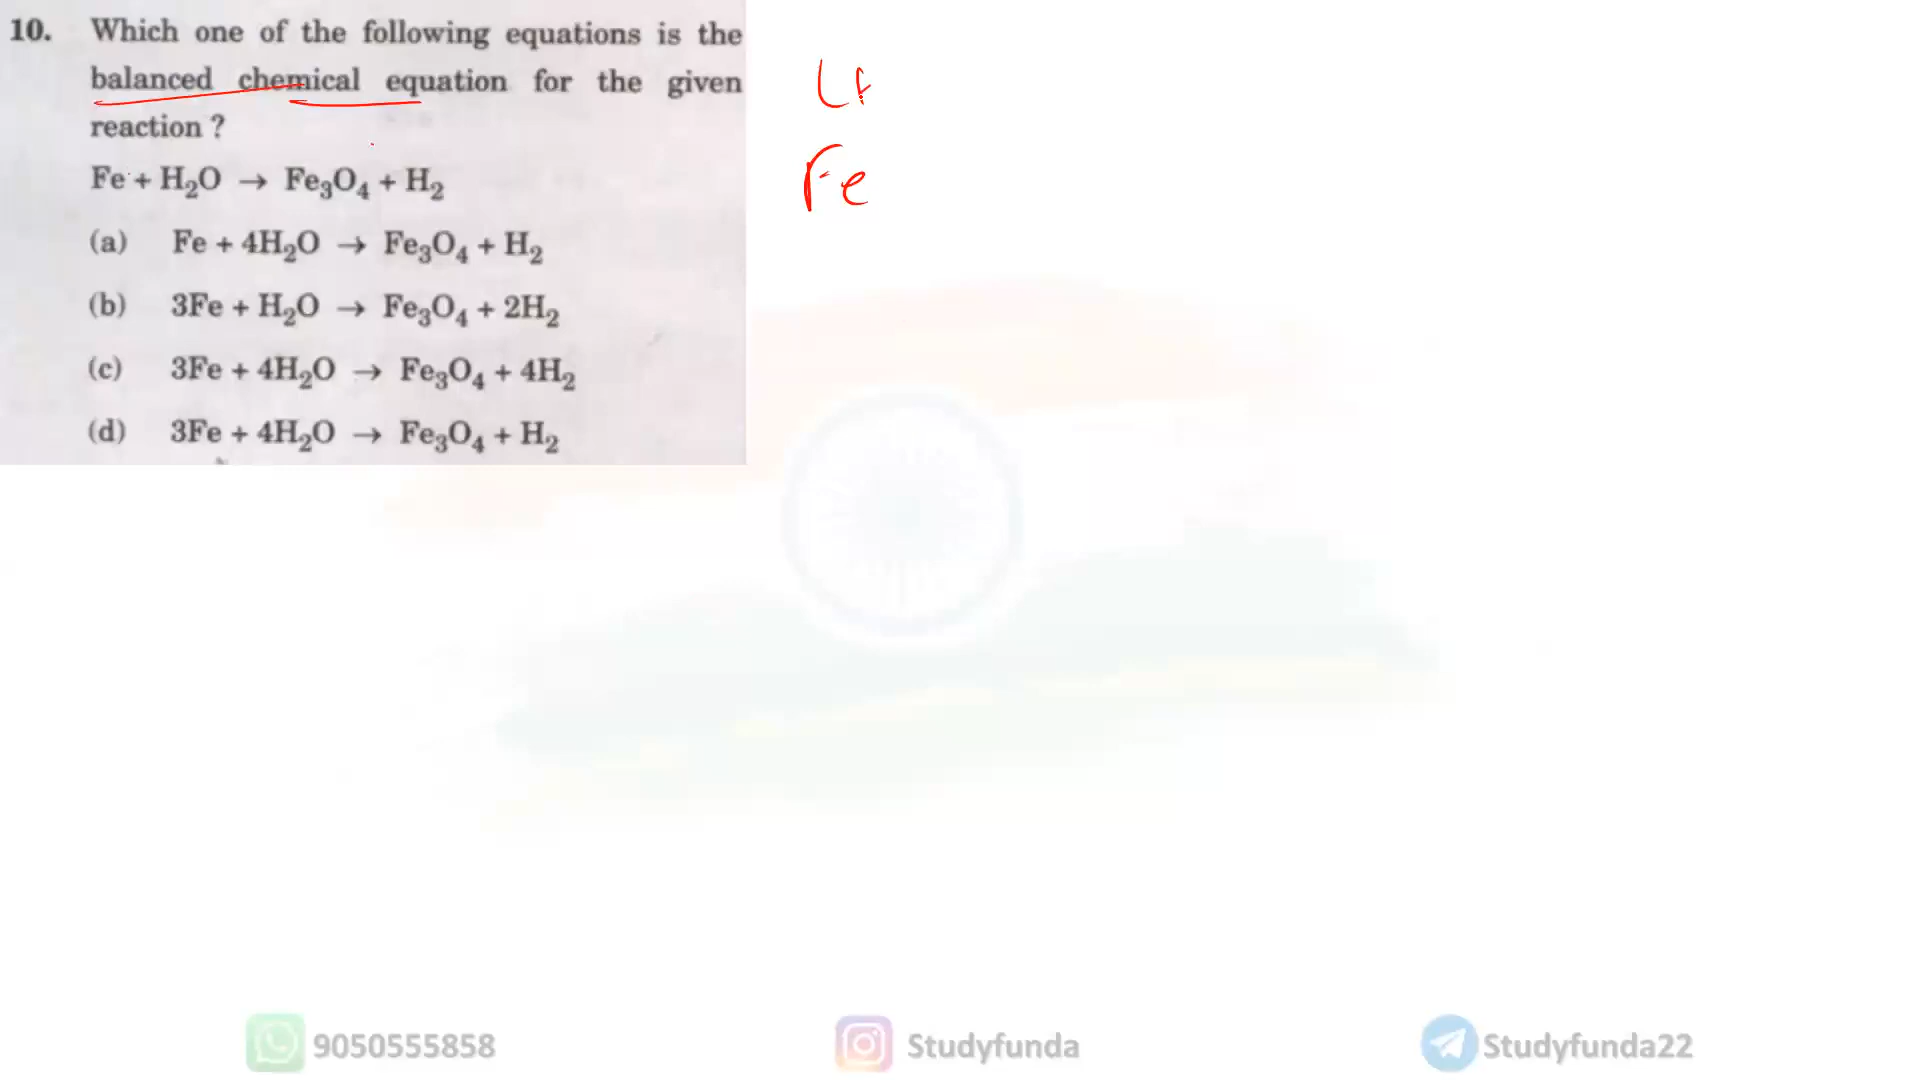 10. Which one of the following equations is the
balanced chemical equation for the given
reaction ?
Fe + H₂O → Fe₃O₄ + H₂
(a) Fe + 4H₂O → Fe₃O₄ + H₂
(b) 3Fe + H₂O → Fe₃O₄ + 2H₂
(c) 3Fe + 4H₂O → Fe₃O₄ + 4H₂
(d) 3Fe + 4H₂O → Fe₃O₄ + H₂
Fe
9050555858
Studyfunda
Studyfunda22